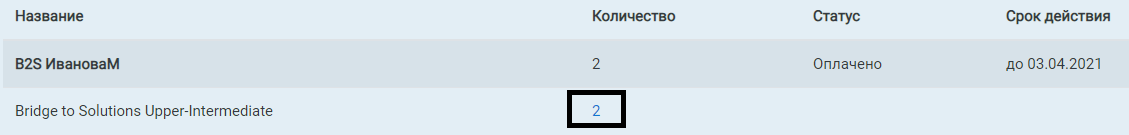 Название Количество Статус Срок действия
B2S ИвановаМ 2 Оплачено до 03.04.2021
Bridge to Solutions Upper-Intermediate 2